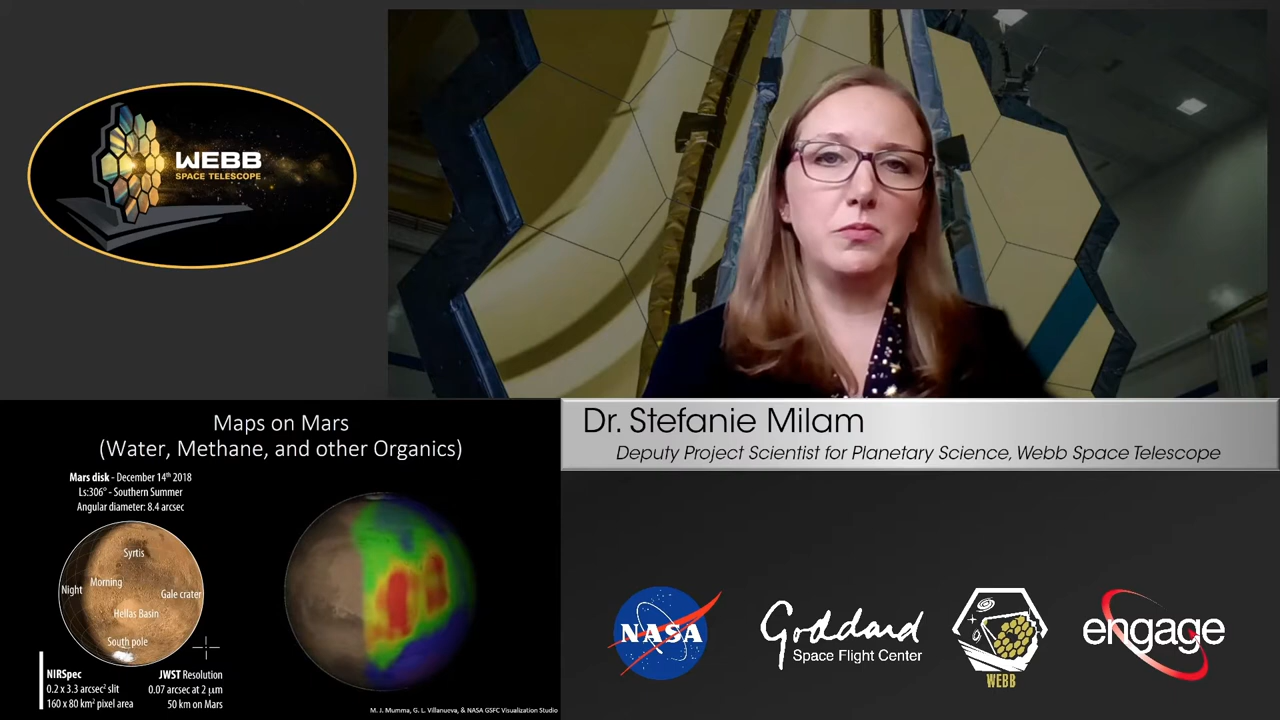 WEBB
SPACE TELESCOPE
Maps on Mars
(Water, Methane, and other Organics)
Mars disk - December 14th 2018
Ls:306° - Southern Summer
Angular diameter: 8.4 arcsec
Syrtis
Night
Morning
Gale crater
Hellas Basin
South pole
NIRSpec
0.2 x 3.3 arcsec² slit
160 x 80 km² pixel area
JWST Resolution
0.07 arcsec at 2 μm
50 km on Mars
M. J. Mumma, G. L. Villanueva, & NASA GSFC Visualization Studio
Dr. Stefanie Milam
Deputy Project Scientist for Planetary Science, Webb Space Telescope
NASA
Goddard
Space Flight Center
WEBB
engage